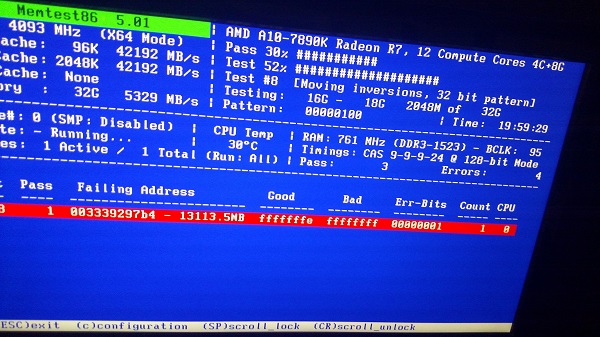 Memtest86 5.01 | AMD A10-7890K Radeon R7, 12 Compute Cores 4C+8G
4093 MHz (X64 Mode) | Pass 30% ###########
Cache: 96K 42192 MB/s | Test 52% ####################
Cache: 2048K 42192 MB/s | Test #8 [Moving inversions, 32 bit pattern]
Cache: None | Testing: 16G - 18G 2048M of 32G
ory : 32G 5329 MB/s | Pattern: 00000100 | Time: 19:59:29
e#: 0 (SMP: Disabled) | CPU Temp | RAM: 761 MHz (DDR3-1523) - BCLK: 95
te: - Running... | 30°C | Timings: CAS 9-9-9-24 @ 128-bit Mode
es: 1 Active / 1 Total (Run: All) | Pass: 3 Errors: 4
t Pass Failing Address Good Bad Err-Bits Count CPU
8 1 003339297b4 - 13113.5MB fffffffe ffffffff 00000001 1 0
ESC)exit (c)configuration (SP)scroll_lock (CR)scroll_unlock